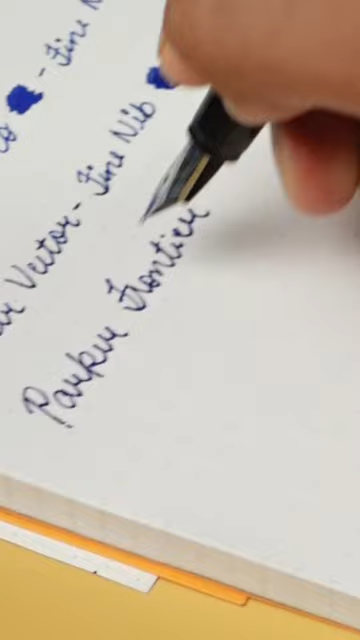 - Fine
Vector - Fine Nib
Parker Frontier